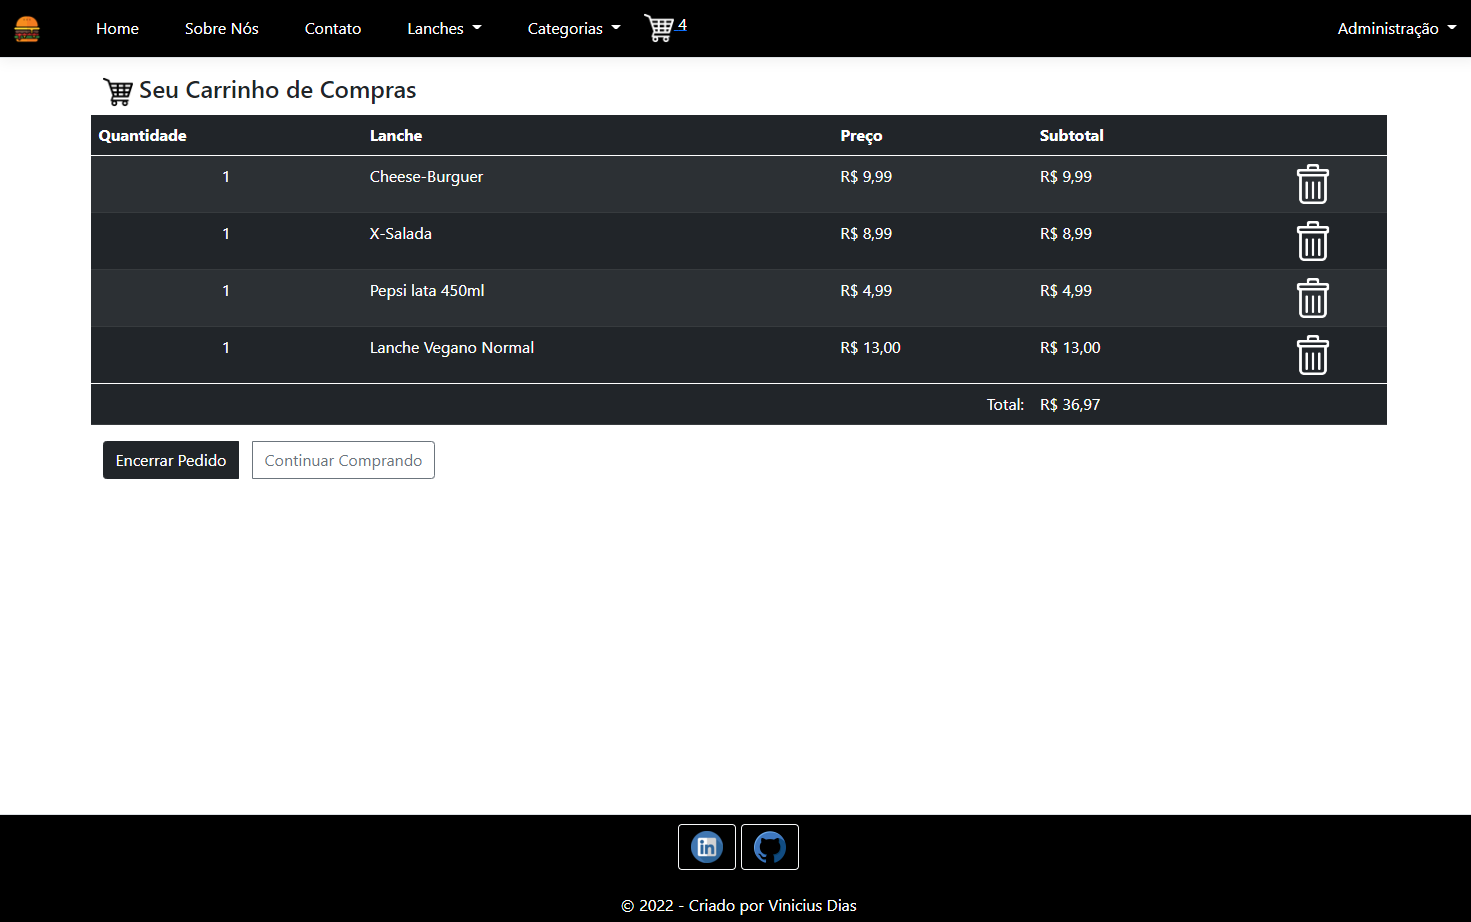 Home Sobre Nós Contato Lanches Categorias 4 Administração
Seu Carrinho de Compras
Quantidade Lanche Preço Subtotal
1 Cheese-Burguer R$ 9,99 R$ 9,99
1 X-Salada R$ 8,99 R$ 8,99
1 Pepsi lata 450ml R$ 4,99 R$ 4,99
1 Lanche Vegano Normal R$ 13,00 R$ 13,00
Total: R$ 36,97
Encerrar Pedido Continuar Comprando
in
© 2022 - Criado por Vinicius Dias